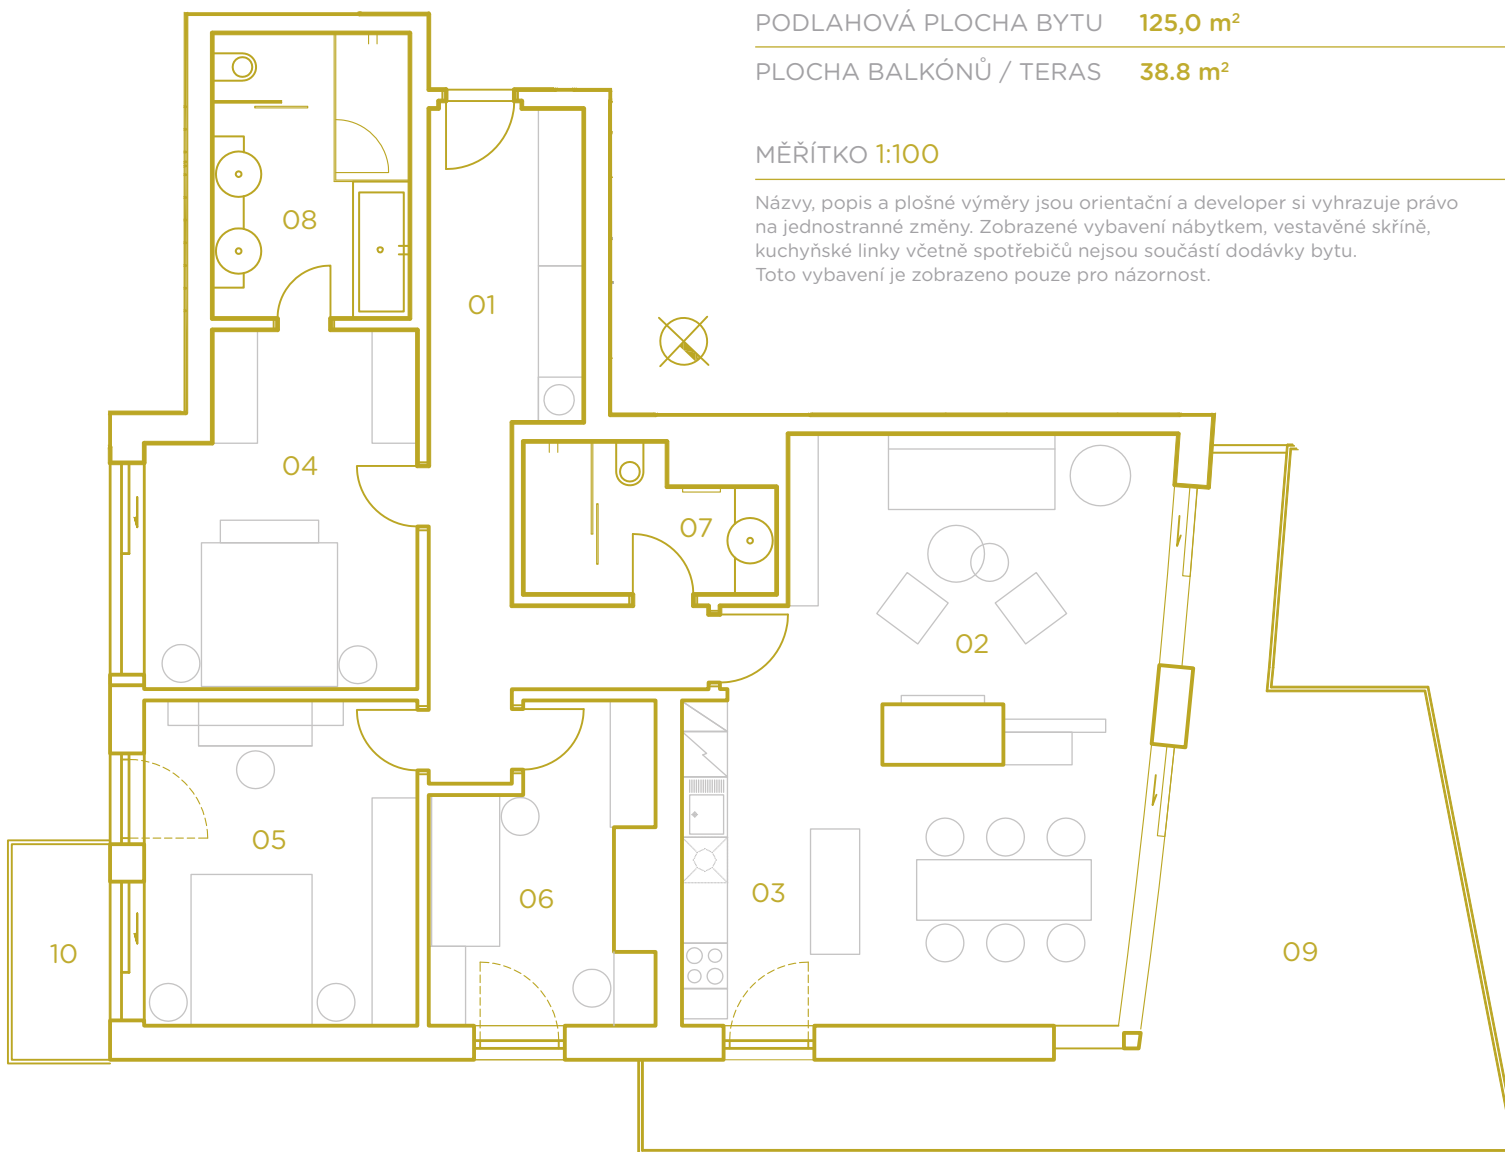 PODLAHOVÁ PLOCHA BYTU 125,0 m²
PLOCHA BALKÓNŮ / TERAS 38.8 m²
MĚŘÍTKO 1:100
Názvy, popis a plošné výměry jsou orientační a developer si vyhrazuje právo
na jednostranné změny. Zobrazené vybavení nábytkem, vestavěné skříně,
kuchyňské linky včetně spotřebičů nejsou součástí dodávky bytu.
Toto vybavení je zobrazeno pouze pro názornost.
08
01
04
07
02
05
06
03
10
09